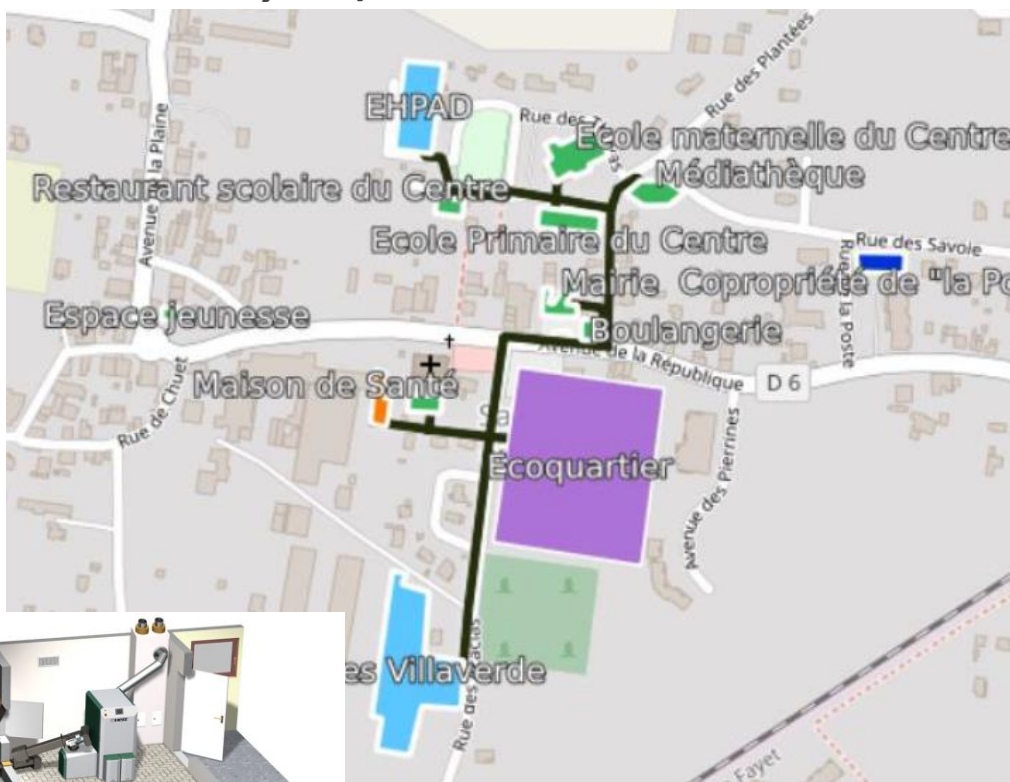 Rue des Plantées
EHPAD
Rue des
Ecole maternelle du Centre
Avenue de la Plaine
Médiathèque
Restaurant scolaire du Centre
Ecole Primaire du Centre
Rue des Savoie
Mairie
Copropriété de "la Po
Rue de la Poste
Espace jeunesse
Boulangerie
Avenue de la République
D 6
Maison de Santé
Rue de Chuet
Sa
Ecoquartier
Avenue des Pierrines
es Villaverde
Rue des Acacias
Fayet